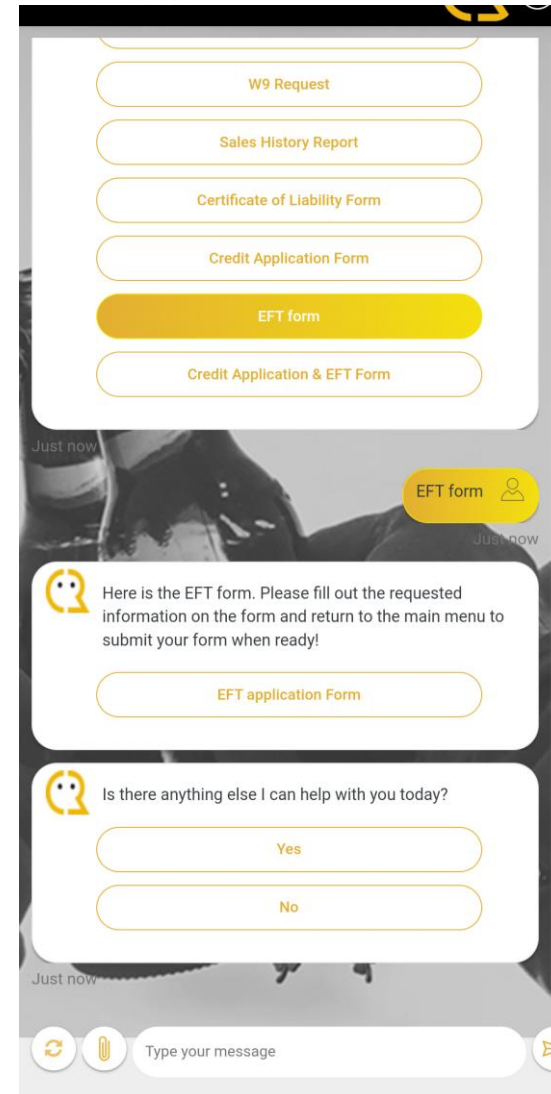 W9 Request
Sales History Report
Certificate of Liability Form
Credit Application Form
EFT form
Credit Application & EFT Form
Just now
EFT form
Just now
Here is the EFT form. Please fill out the requested
information on the form and return to the main menu to
submit your form when ready!
EFT application Form
Is there anything else I can help with you today?
Yes
No
Just now
Type your message